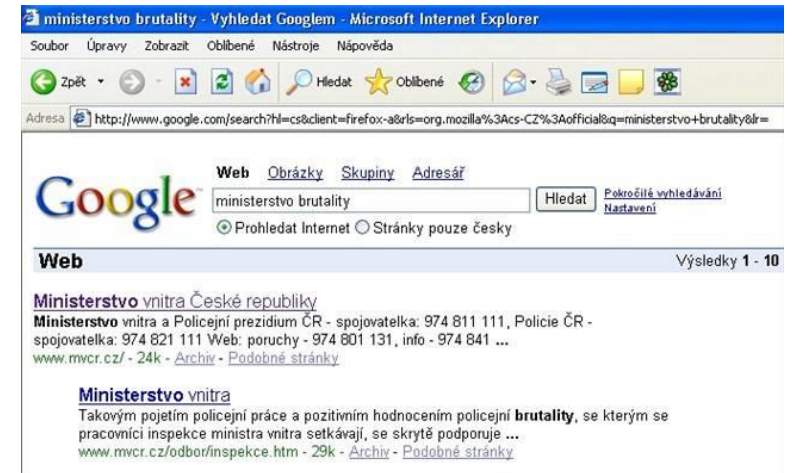 ministerstvo brutality - Vyhledat Googlem - Microsoft Internet Explorer
Soubor Úpravy Zobrazit Oblíbené Nástroje Nápověda
Zpět Hledat Oblíbené
Adresa http://www.google.com/search?hl=cs&client=firefox-a&rls=org.mozilla%3Acs-CZ%3Aofficial&q=ministerstvo+brutality&lr=
Web Obrázky Skupiny Adresář
Google ministerstvo brutality Hledat Pokročilé vyhledávání
Nastavení
Prohledat Internet Stránky pouze česky
Web Výsledky 1 - 10
Ministerstvo vnitra České republiky
Ministerstvo vnitra a Policejní prezidium ČR - spojovatelka: 974 811 111, Policie ČR -
spojovatelka: 974 821 111 Web: poruchy - 974 801 131, info - 974 841 ...
www.mvcr.cz/ - 24k - Archiv - Podobné stránky
Ministerstvo vnitra
Takovým pojetím policejní práce a pozitivním hodnocením policejní brutality, se kterým se
pracovníci inspekce ministra vnitra setkávají, se skrytě podporuje ...
www.mvcr.cz/odbor/inspekce.htm - 29k - Archiv - Podobné stránky